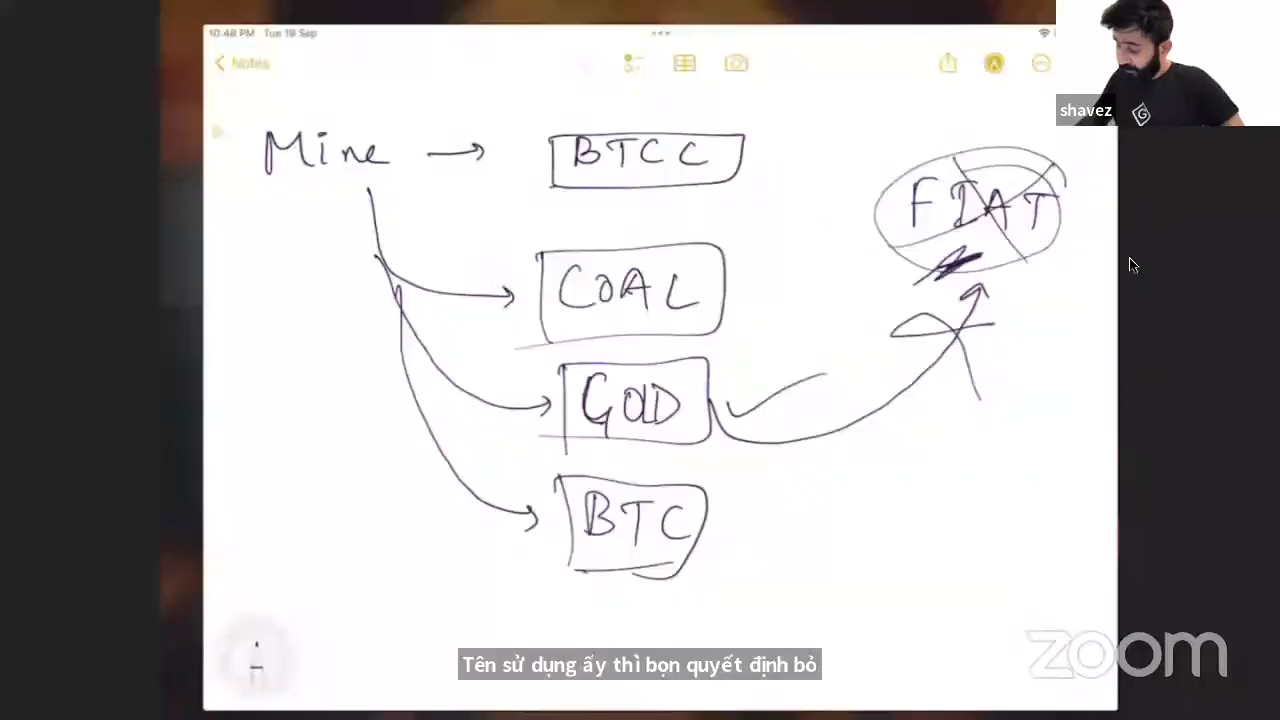 10:48 PM Tue 19 Sep
Notes
shavez
G
Mine → BTCC
FIAT
COAL
GOLD
BTC
Tên sử dụng ấy thì bọn quyết định bỏ
zoom